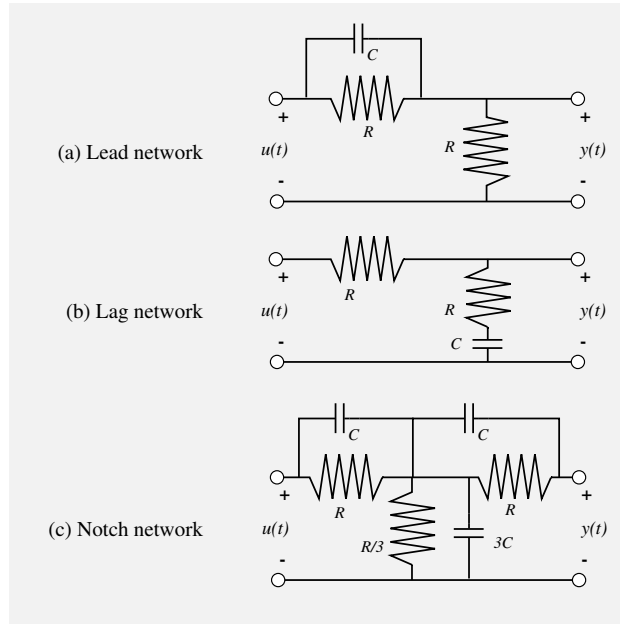 C
R
+
+
(a) Lead network
u(t)
R
y(t)
-
-
R
+
+
(b) Lag network
u(t)
R
y(t)
C
-
-
C
C
R
R
+
+
(c) Notch network
u(t)
R/3
3C
y(t)
-
-